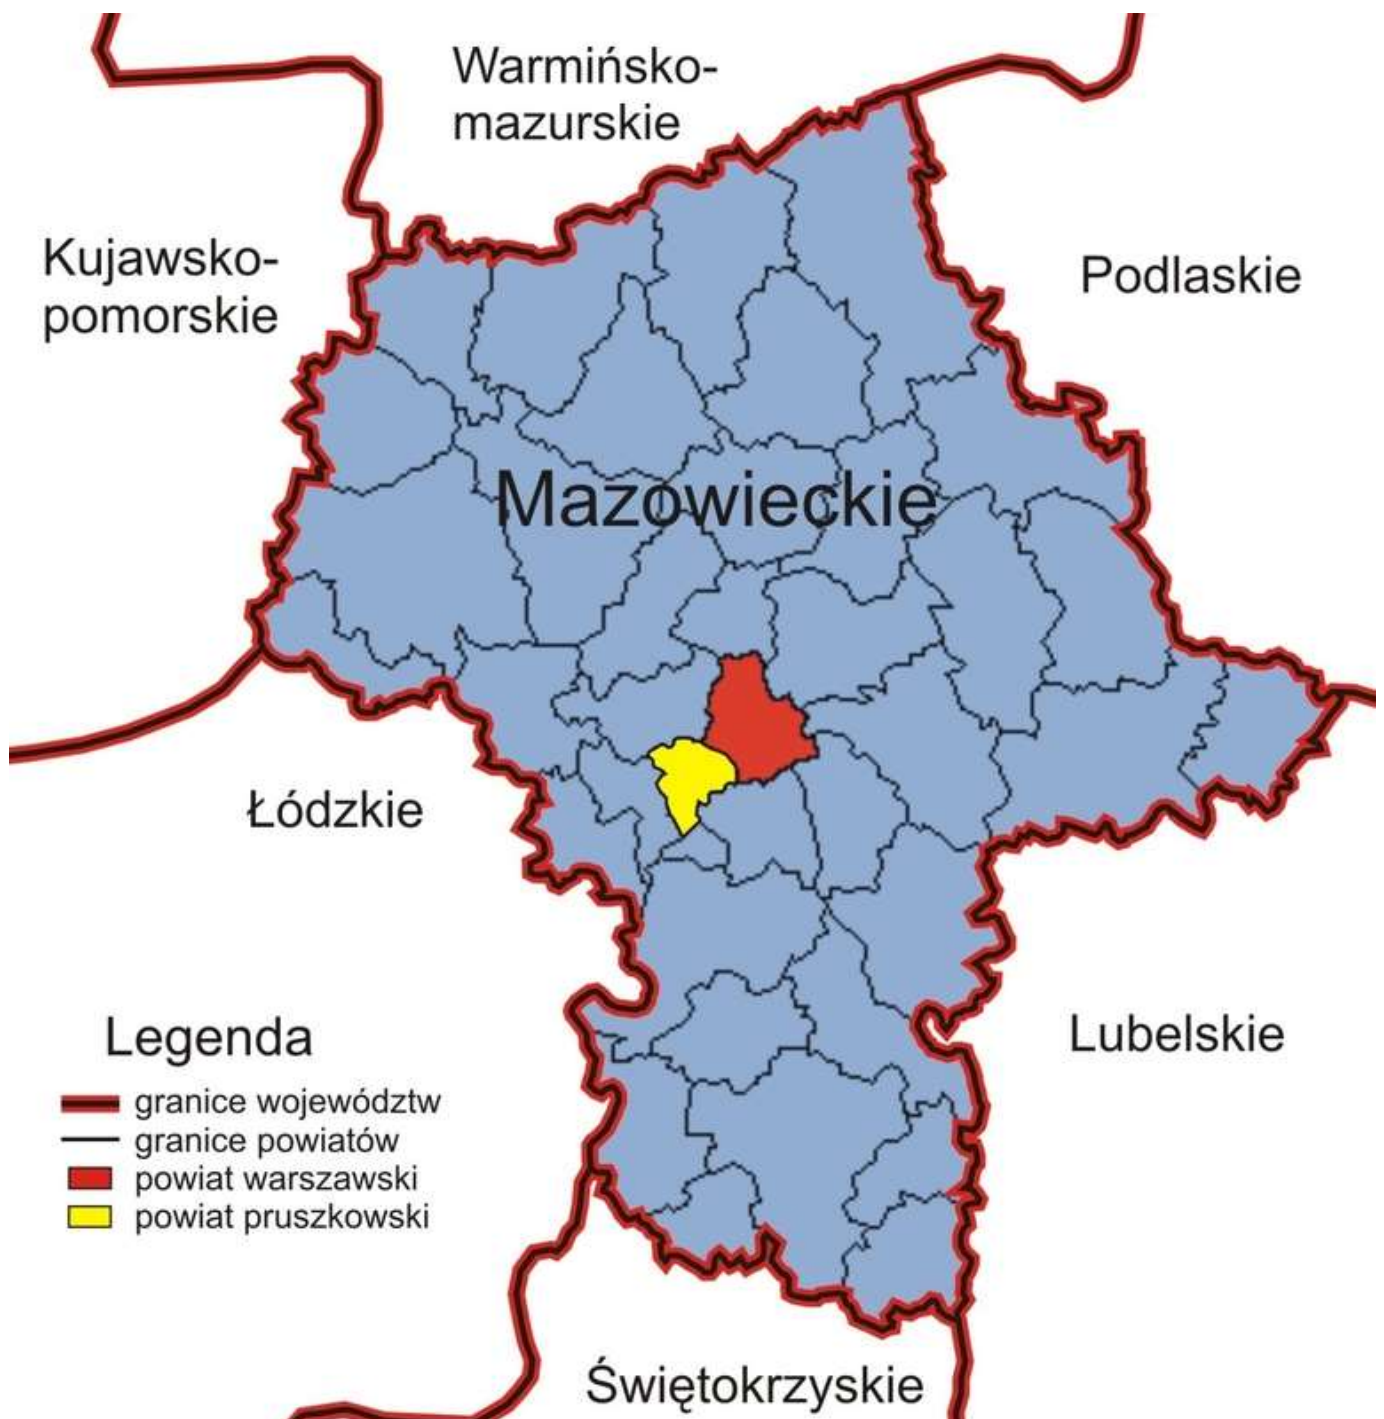 Warmińsko-
mazurskie
Kujawsko-
pomorskie
Podlaskie
Mazowieckie
Łódzkie
Lubelskie
Legenda
granice województw
granice powiatów
powiat warszawski
powiat pruszkowski
Świętokrzyskie